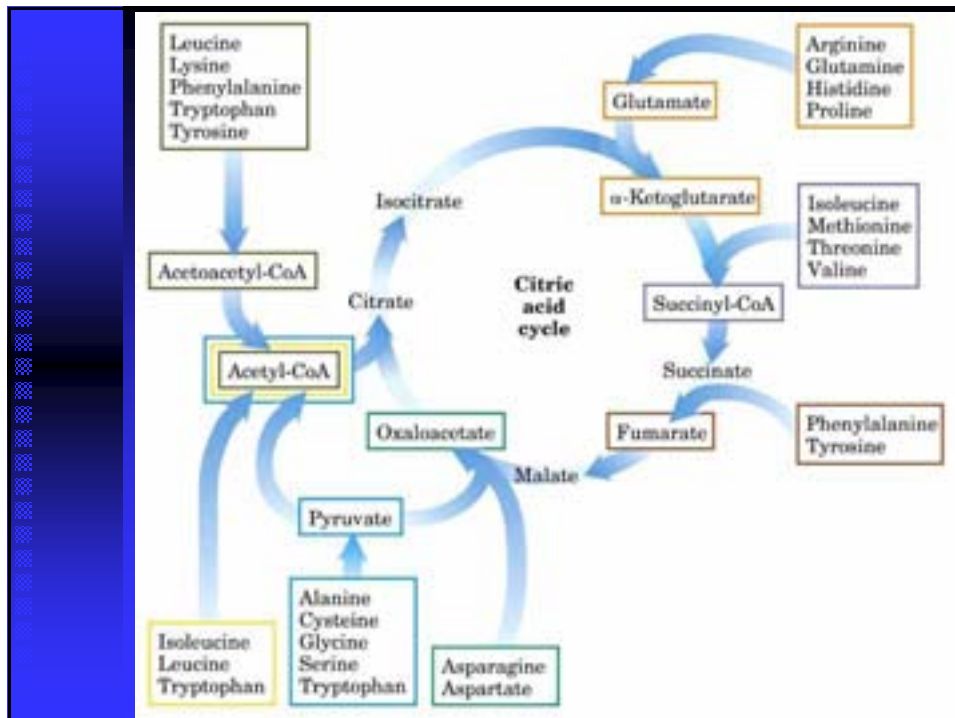 Leucine
Lysine
Phenylalanine
Tryptophan
Tyrosine
Arginine
Glutamine
Histidine
Proline
Glutamate
Isocitrate
α-Ketoglutarate
Isoleucine
Methionine
Threonine
Valine
Acetoacetyl-CoA
Citrate
Citric
acid
cycle
Succinyl-CoA
Acetyl-CoA
Succinate
Oxaloacetate
Fumarate
Phenylalanine
Tyrosine
Malate
Pyruvate
Isoleucine
Leucine
Tryptophan
Alanine
Cysteine
Glycine
Serine
Tryptophan
Asparagine
Aspartate